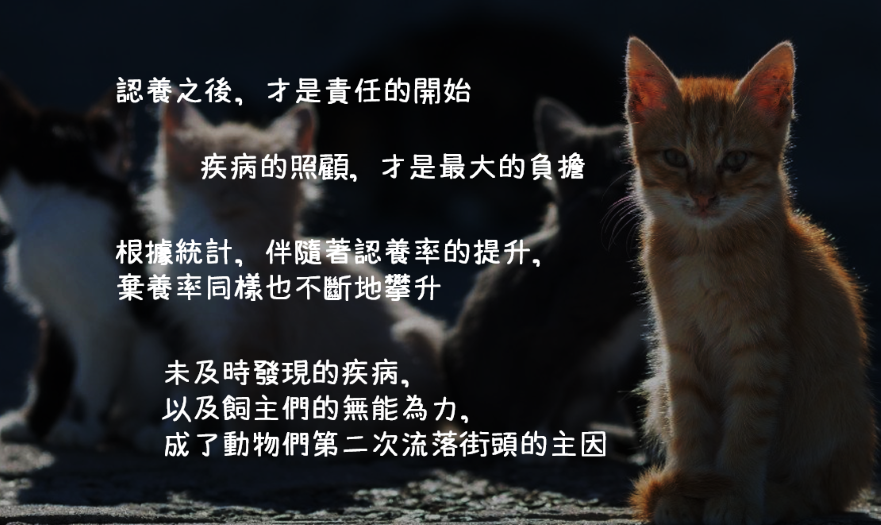 認養之後，才是責任的開始
疾病的照顧，才是最大的負擔
根據統計，伴隨著認養率的提升，
棄養率同樣也不斷地攀升
未及時發現的疾病，
以及飼主們的無能為力，
成了動物們第二次流落街頭的主因